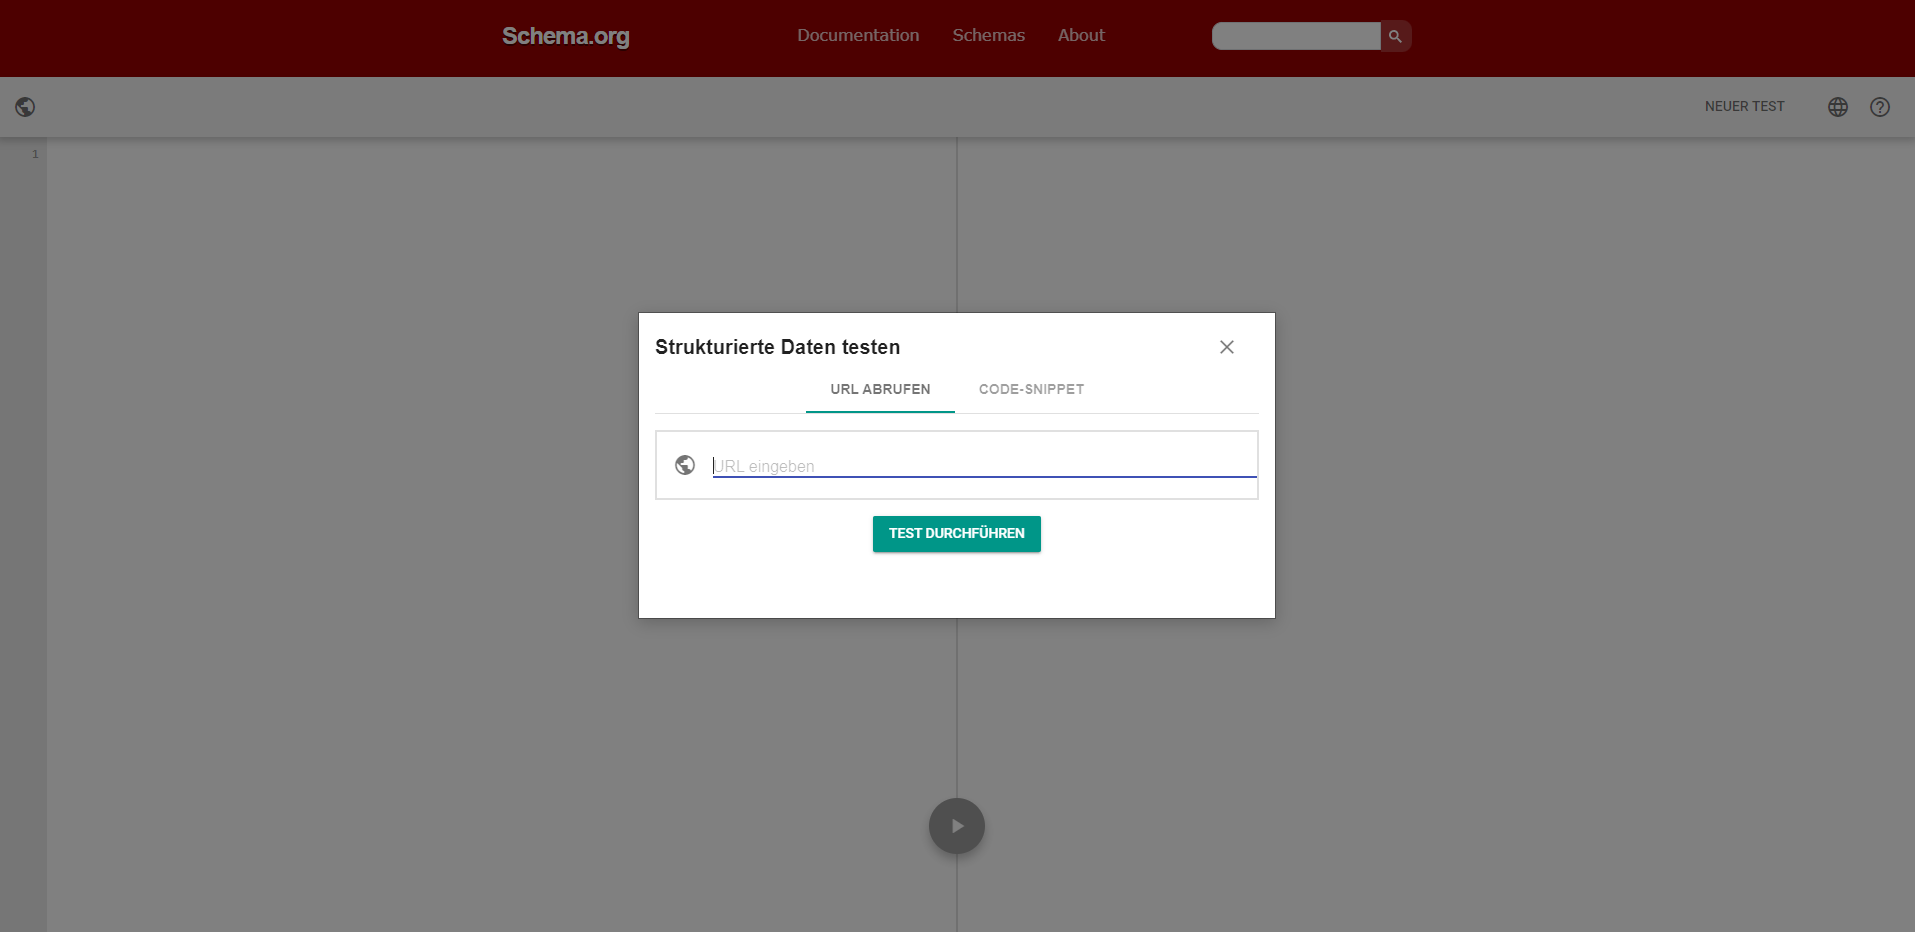 Schema.org
Documentation Schemas About
NEUER TEST
1
Strukturierte Daten testen
URL ABRUFEN CODE-SNIPPET
URL eingeben
TEST DURCHFÜHREN